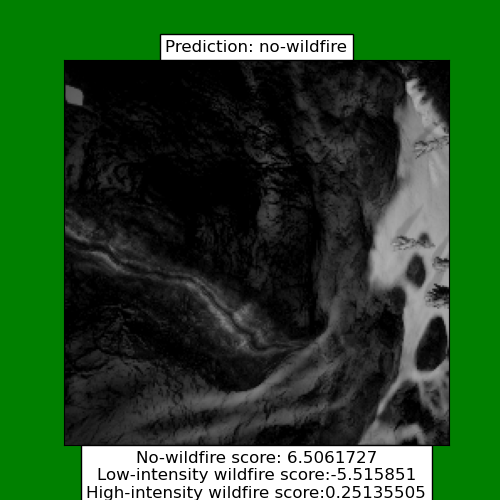 Prediction: no-wildfire
No-wildfire score: 6.5061727
Low-intensity wildfire score:-5.515851
High-intensity wildfire score:0.25135505